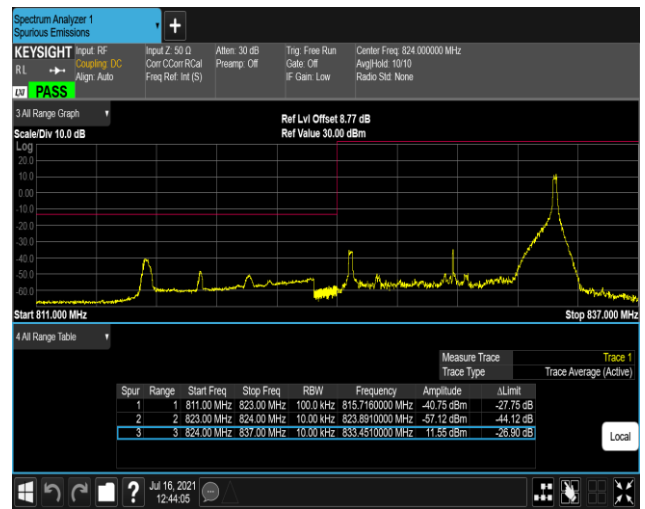 Spectrum Analyzer 1
Spurious Emissions
KEYSIGHT Input: RF Input Z: 50 Ω Atten: 30 dB Trig: Free Run Center Freq: 824.000000 MHz
R L Coupling: DC Corr CCorr RCal Preamp: Off Gate: Off Avg|Hold: 10/10
Align: Auto Freq Ref: Int (S) IF Gain: Low Radio Std: None
LXI PASS
3 All Range Graph
Ref Lvl Offset 8.77 dB
Scale/Div 10.0 dB Ref Value 30.00 dBm
Log
20.0
10.0
0.00
-10.0
-20.0
-30.0
-40.0
-50.0
-60.0
Start 811.000 MHz Stop 837.000 MHz
4 All Range Table
Measure Trace Trace 1
Trace Type Trace Average (Active)
Spur Range Start Freq Stop Freq RBW Frequency Amplitude ΔLimit
1 1 811.00 MHz 823.00 MHz 100.0 kHz 815.7160000 MHz -40.75 dBm -27.75 dB
2 2 823.00 MHz 824.00 MHz 10.00 kHz 823.8910000 MHz -57.12 dBm -44.12 dB
3 3 824.00 MHz 837.00 MHz 10.00 kHz 833.4510000 MHz 11.55 dBm -26.90 dB
Local
? Jul 16, 2021
12:44:05